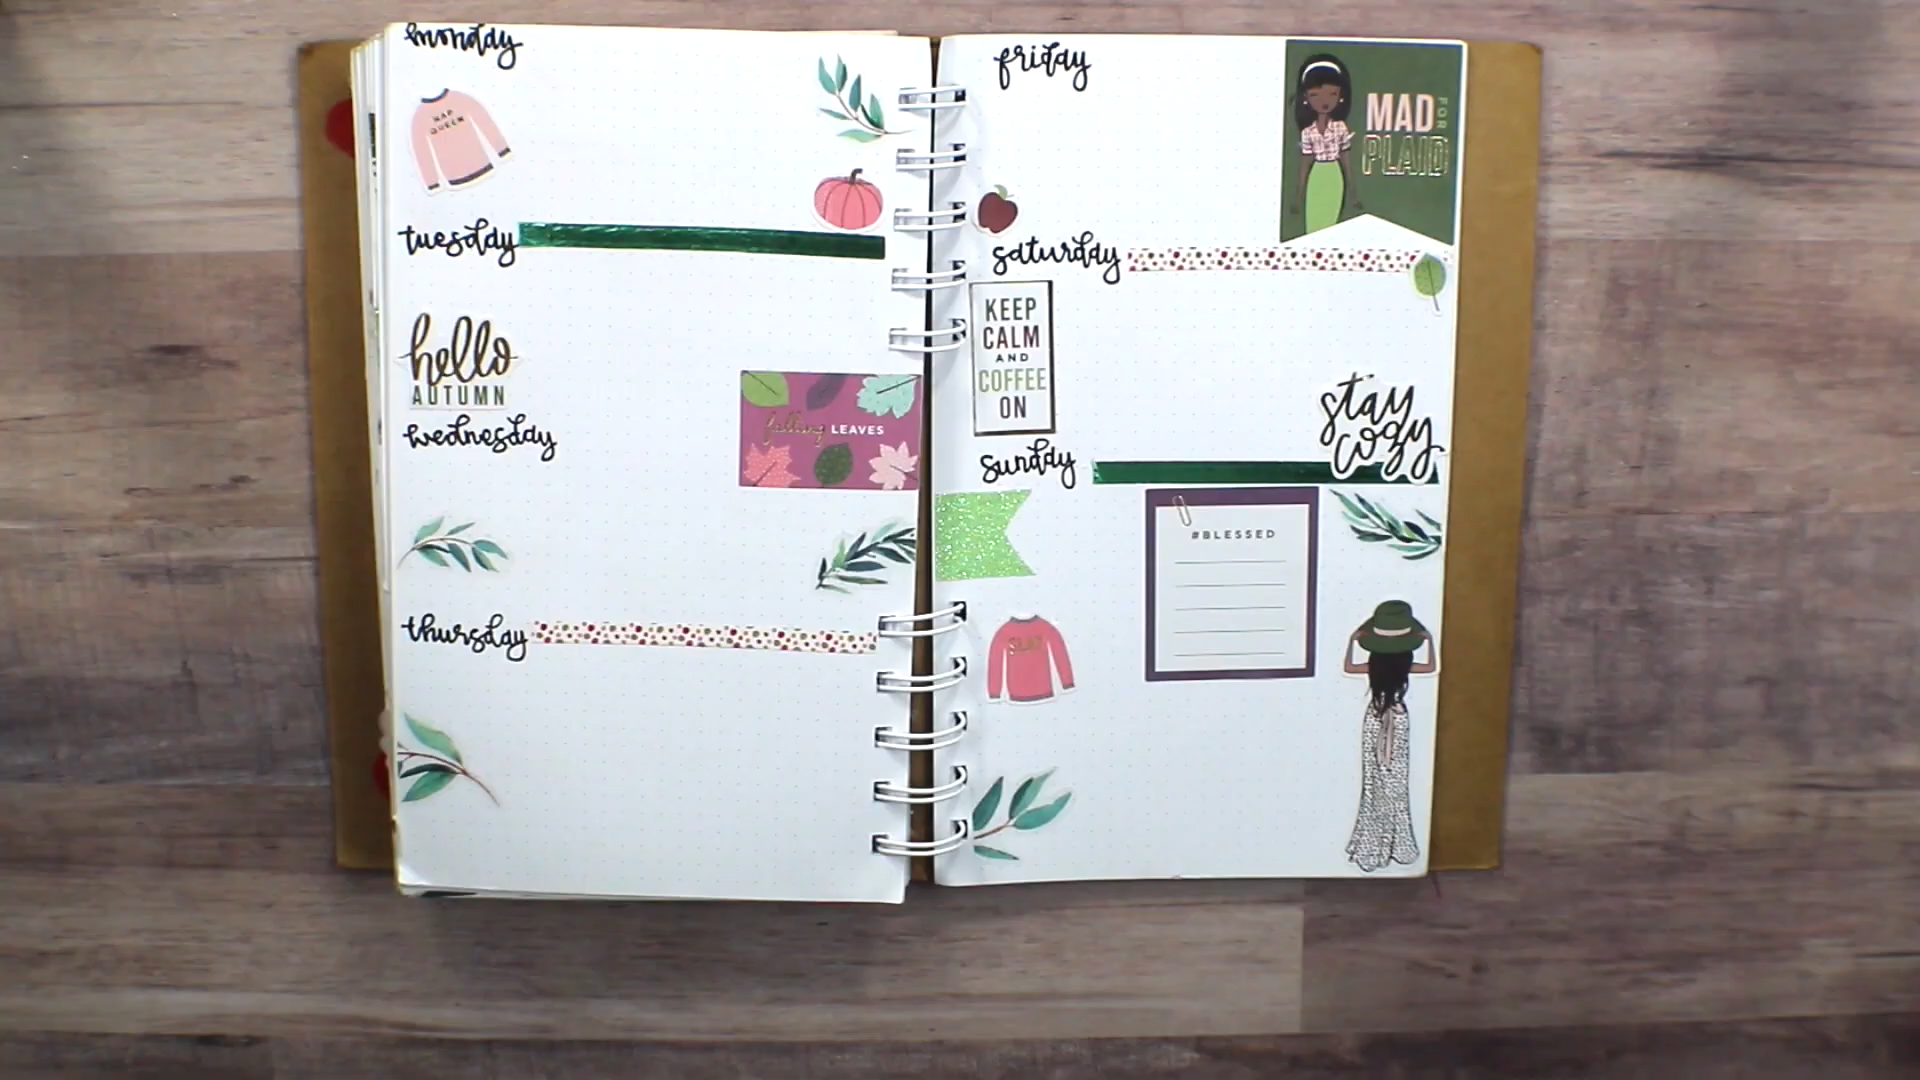 monday
NAP
QUEEN
tuesday
hello
AUTUMN
wednesday
falling LEAVES
thursday
friday
MAD FOR
PLAID
saturday
KEEP
CALM
AND
COFFEE
ON
stay
cozy
sunday
#BLESSED
SLAY